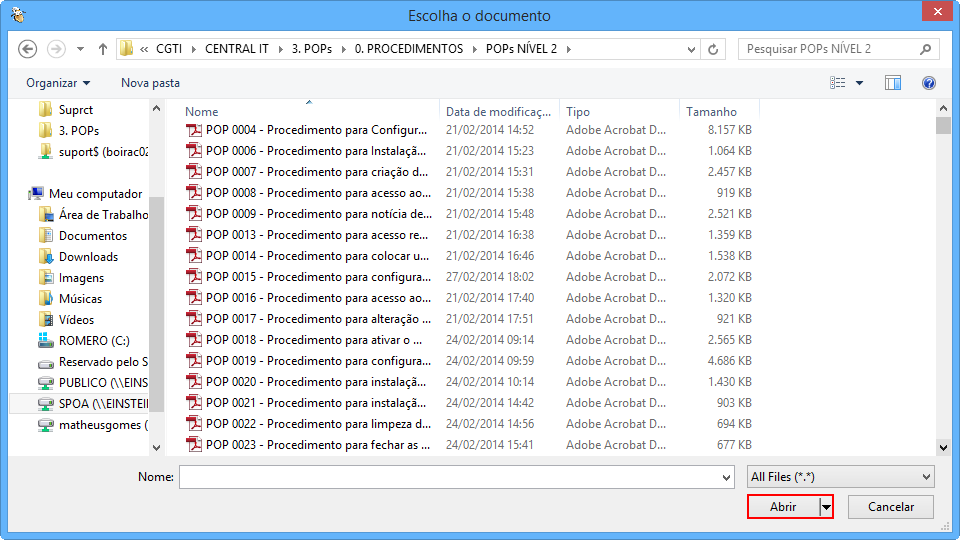 Escolha o documento
« CGTI CENTRAL IT 3. POPs 0. PROCEDIMENTOS POPs NÍVEL 2
Pesquisar POPs NÍVEL 2
Organizar Nova pasta
Suprct
3. POPs
suport$ (boirac02
Meu computador
Área de Trabalho
Documentos
Downloads
Imagens
Músicas
Vídeos
ROMERO (C:)
Reservado pelo S
PUBLICO (\\EINS
SPOA (\\EINSTEII
matheusgomes (
Nome Data de modificaç... Tipo Tamanho
POP 0004 - Procedimento para Configur... 21/02/2014 14:52 Adobe Acrobat D... 8.157 KB
POP 0006 - Procedimento para Instalaçã... 21/02/2014 15:23 Adobe Acrobat D... 1.064 KB
POP 0007 - Procedimento para criação d... 21/02/2014 15:31 Adobe Acrobat D... 2.457 KB
POP 0008 - Procedimento para acesso ao... 21/02/2014 15:38 Adobe Acrobat D... 919 KB
POP 0009 - Procedimento para notícia de... 21/02/2014 15:48 Adobe Acrobat D... 2.521 KB
POP 0013 - Procedimento para acesso re... 21/02/2014 16:38 Adobe Acrobat D... 1.359 KB
POP 0014 - Procedimento para colocar u... 21/02/2014 16:46 Adobe Acrobat D... 1.538 KB
POP 0015 - Procedimento para configura... 27/02/2014 18:02 Adobe Acrobat D... 2.072 KB
POP 0016 - Procedimento para acesso ao... 21/02/2014 17:40 Adobe Acrobat D... 1.320 KB
POP 0017 - Procedimento para alteração ... 21/02/2014 17:51 Adobe Acrobat D... 921 KB
POP 0018 - Procedimento para ativar o ... 24/02/2014 09:14 Adobe Acrobat D... 2.565 KB
POP 0019 - Procedimento para configura... 24/02/2014 09:59 Adobe Acrobat D... 4.686 KB
POP 0020 - Procedimento para instalaçã... 24/02/2014 10:14 Adobe Acrobat D... 1.430 KB
POP 0021 - Procedimento para instalaçã... 24/02/2014 14:42 Adobe Acrobat D... 903 KB
POP 0022 - Procedimento para limpeza d... 24/02/2014 14:56 Adobe Acrobat D... 694 KB
POP 0023 - Procedimento para fechar as ... 24/02/2014 15:41 Adobe Acrobat D... 677 KB
Nome:
All Files (*.*)
Abrir Cancelar